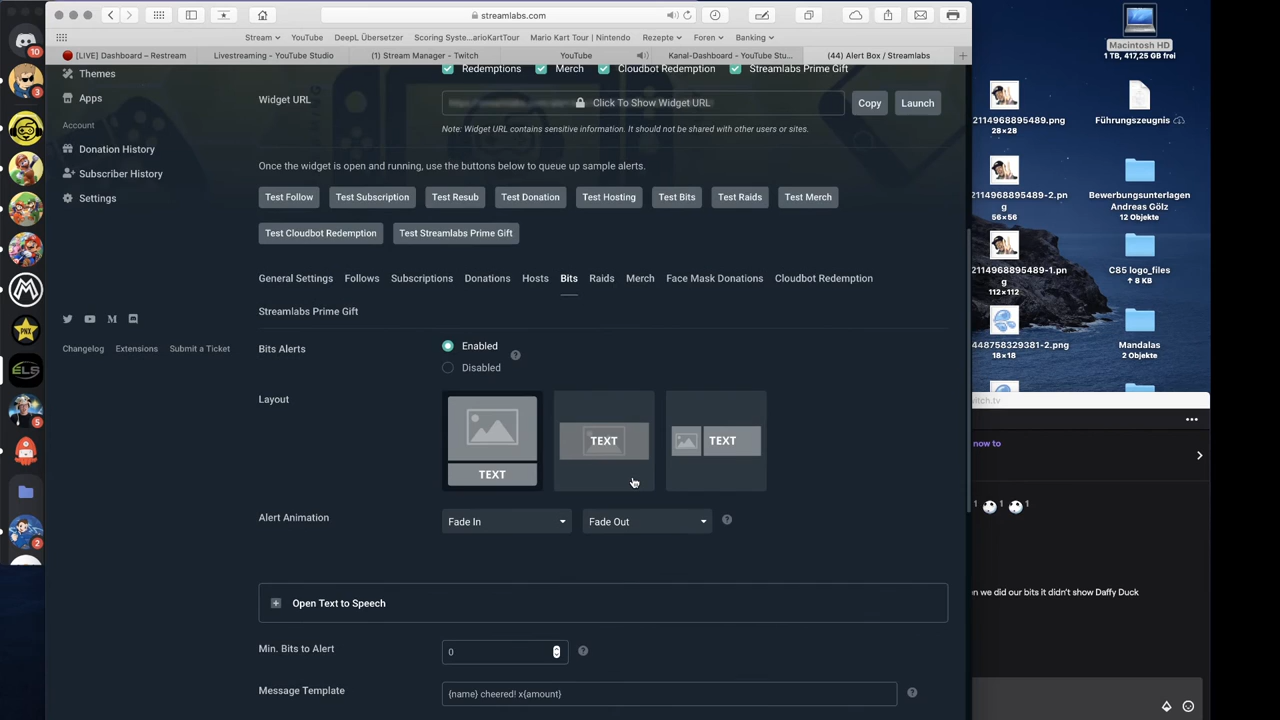 streamlabs.com
Stream YouTube DeepL Übersetzer Scoring Syste...arioKartTour Mario Kart Tour | Nintendo Rezepte Foren Banking
[LIVE] Dashboard – Restream
Livestreaming – YouTube Studio
(1) Stream Manager – Twitch
YouTube
Kanal-Dashboard – YouTube Stu...
(44) Alert Box / Streamlabs
Themes
Apps
Account
Donation History
Subscriber History
Settings
Changelog Extensions Submit a Ticket
Redemptions Merch Cloudbot Redemption Streamlabs Prime Gift
Widget URL
Click To Show Widget URL
Copy
Launch
Note: Widget URL contains sensitive information. It should not be shared with other users or sites.
Once the widget is open and running, use the buttons below to queue up sample alerts.
Test Follow Test Subscription Test Resub Test Donation Test Hosting Test Bits Test Raids Test Merch
Test Cloudbot Redemption Test Streamlabs Prime Gift
General Settings Follows Subscriptions Donations Hosts Bits Raids Merch Face Mask Donations Cloudbot Redemption
Streamlabs Prime Gift
Bits Alerts
Enabled
Disabled
Layout
TEXT
TEXT
TEXT
Alert Animation
Fade In
Fade Out
Open Text to Speech
Min. Bits to Alert
0
Message Template
{name} cheered! x{amount}
10
3
5
2
Macintosh HD
1 TB, 417,25 GB frei
2114968895489.png
28×28
Führungszeugnis
2114968895489-2.png
56×56
Bewerbungsunterlagen
Andreas Gölz
12 Objekte
2114968895489-1.png
112×112
C85 logo_files
↑ 8 KB
448758329381-2.png
18×18
Mandalas
2 Objekte
witch.tv
now to
1 1 1
n we did our bits it didn't show Daffy Duck